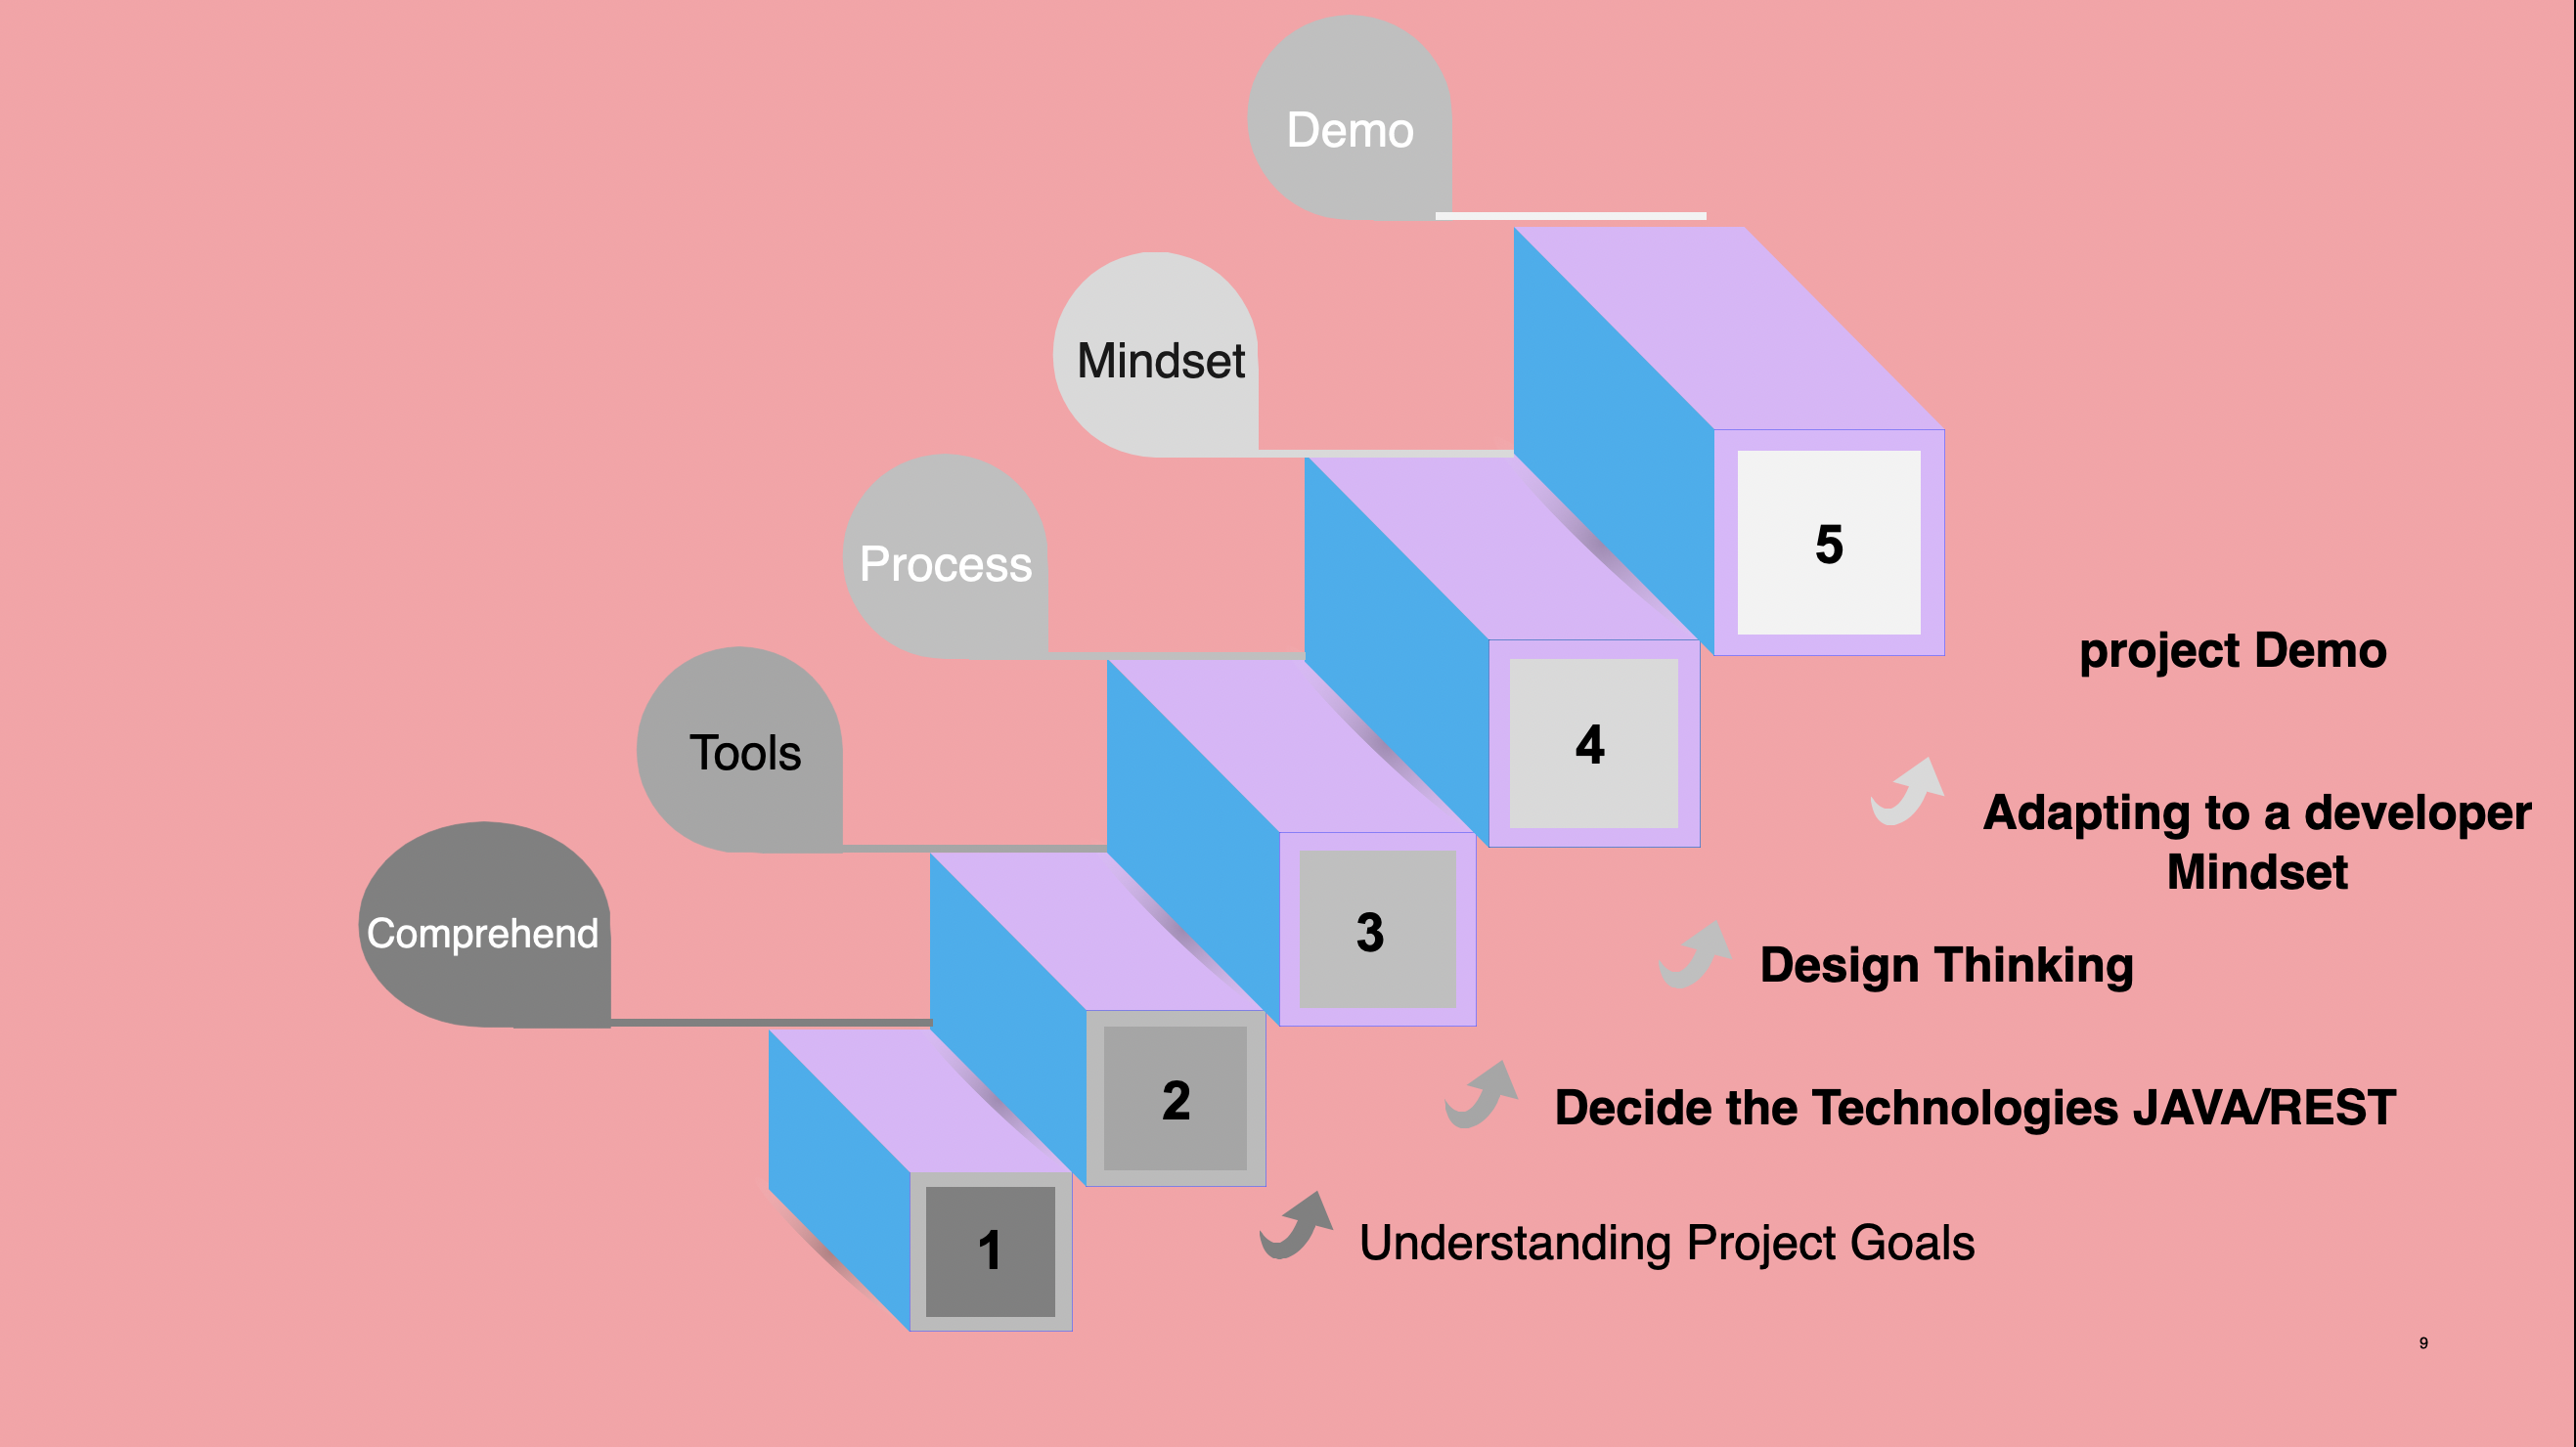 Demo
Mindset
Process
Tools
Comprehend
5
4
3
2
1
project Demo
Adapting to a developer
Mindset
Design Thinking
Decide the Technologies JAVA/REST
Understanding Project Goals
9